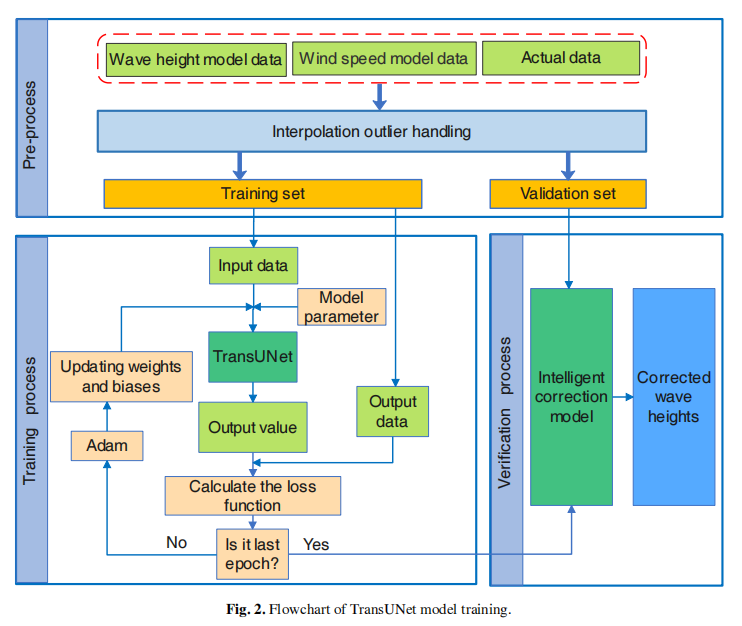 Pre-process
Wave height model data
Wind speed model data
Actual data
Interpolation outlier handling
Training set
Validation set
Training process
Input data
Model
parameter
TransUNet
Updating weights
and biases
Output value
Output
data
Adam
Calculate the loss
function
Is it last
epoch?
No
Yes
Verification process
Intelligent
correction
model
Corrected
wave
heights
Fig. 2. Flowchart of TransUNet model training.